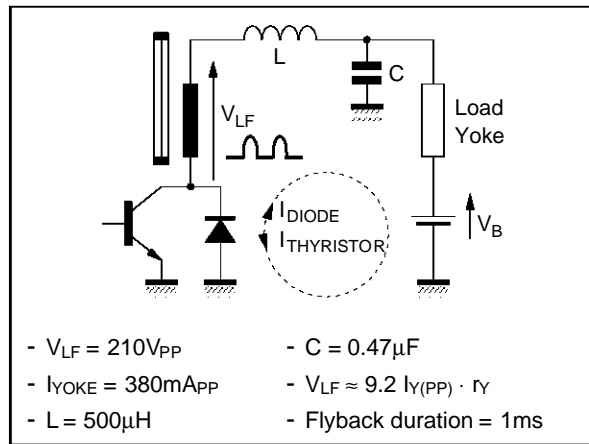 L
C
V_LF
Load
Yoke
I_DIODE
I_THYRISTOR
V_B
- V_LF = 210V_PP
- I_YOKE = 380mA_PP
- L = 500µH
- C = 0.47µF
- V_LF ≈ 9.2 I_Y(PP) · r_Y
- Flyback duration = 1ms